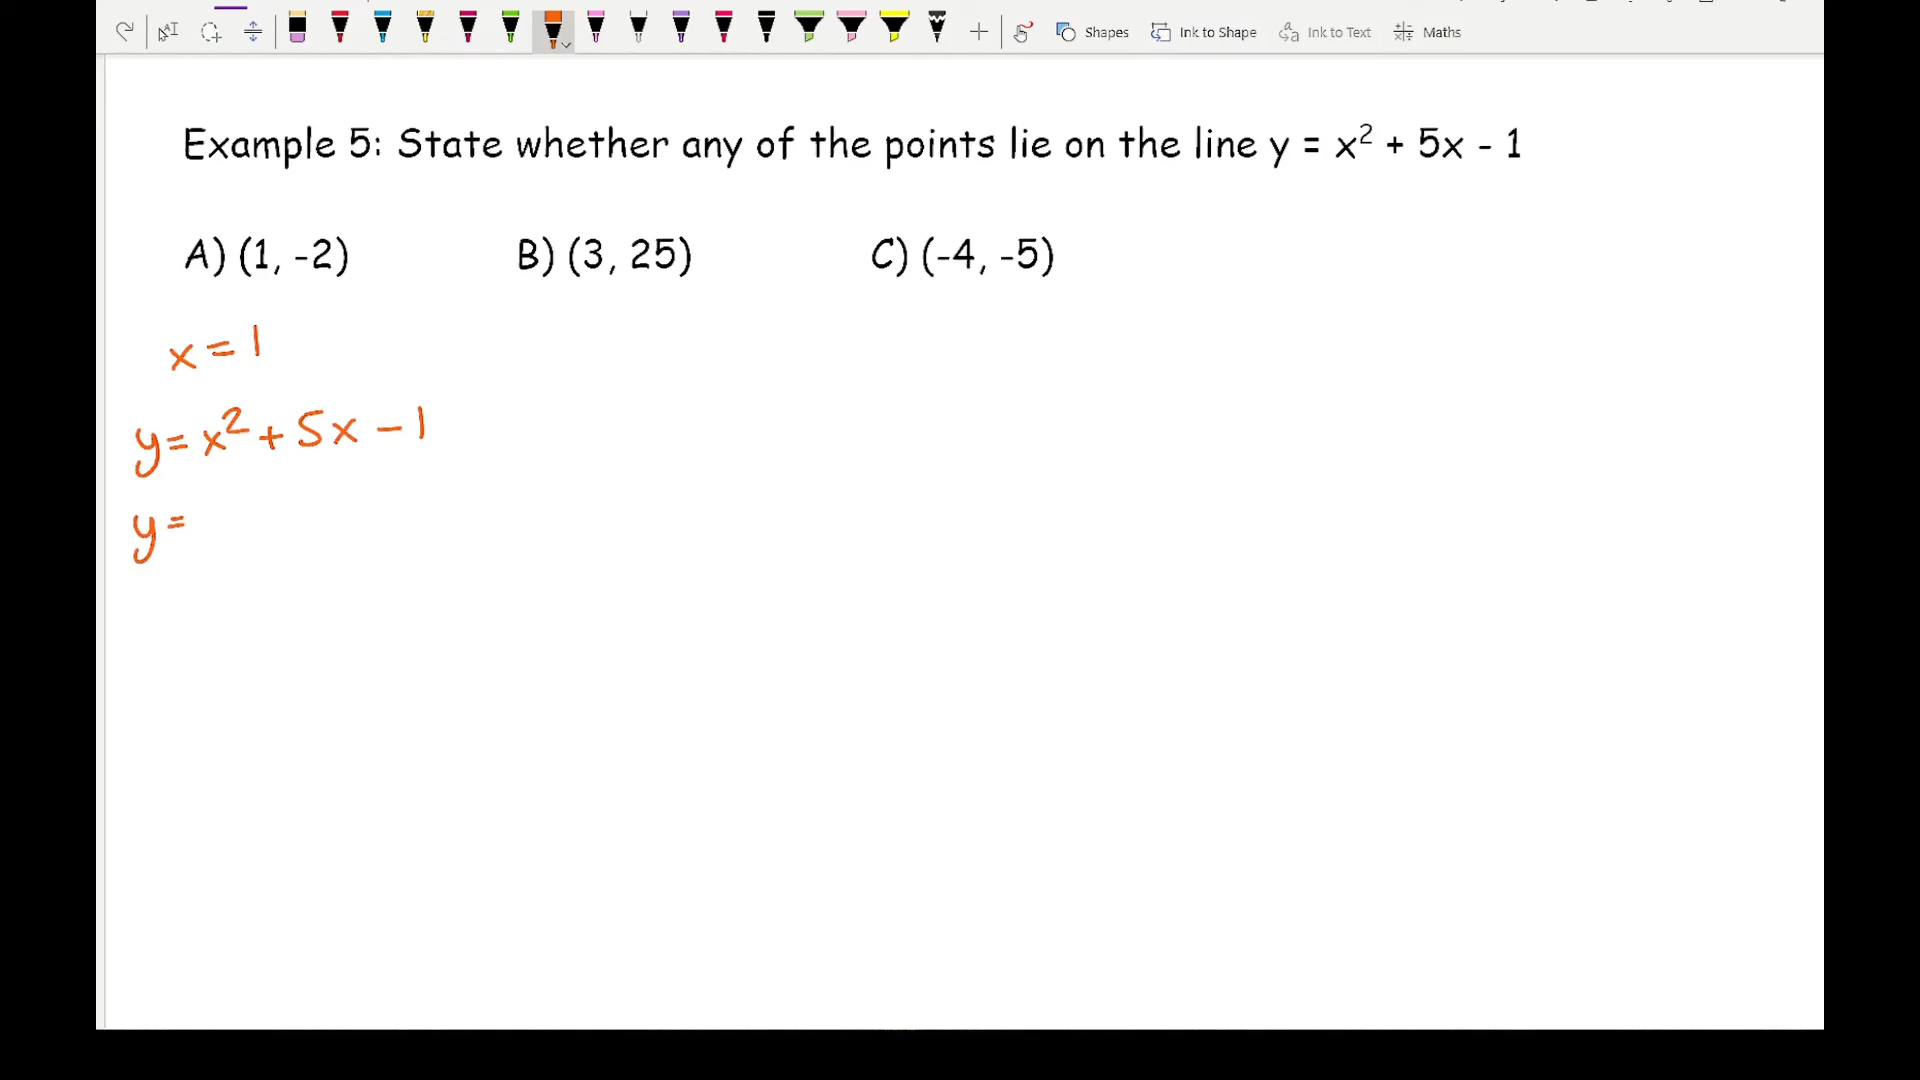 Shapes Ink to Shape Ink to Text Maths
Example 5: State whether any of the points lie on the line y = x² + 5x - 1
A) (1, -2) B) (3, 25) C) (-4, -5)
x = 1
y = x² + 5x - 1
y =